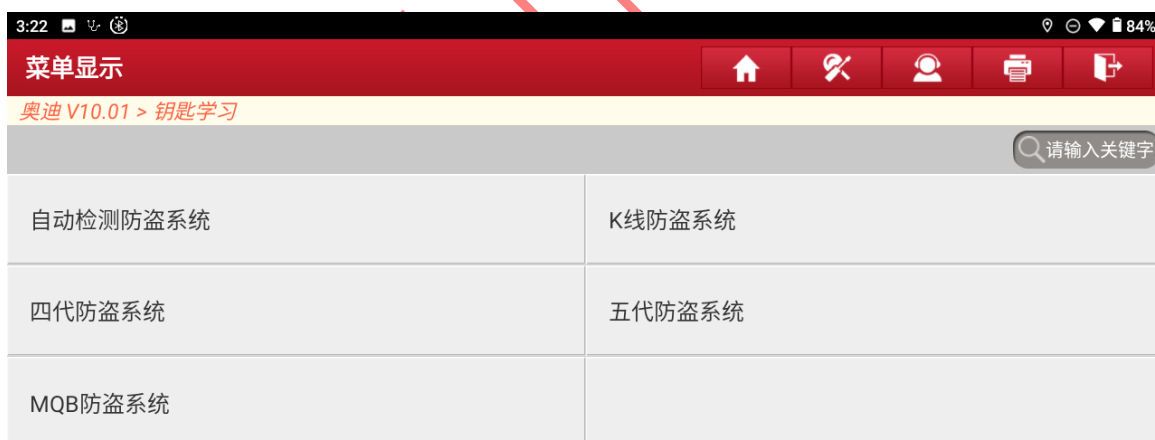 3:22 84%
菜单显示
奥迪 V10.01 > 钥匙学习
请输入关键字
自动检测防盗系统 K线防盗系统
四代防盗系统 五代防盗系统
MQB防盗系统